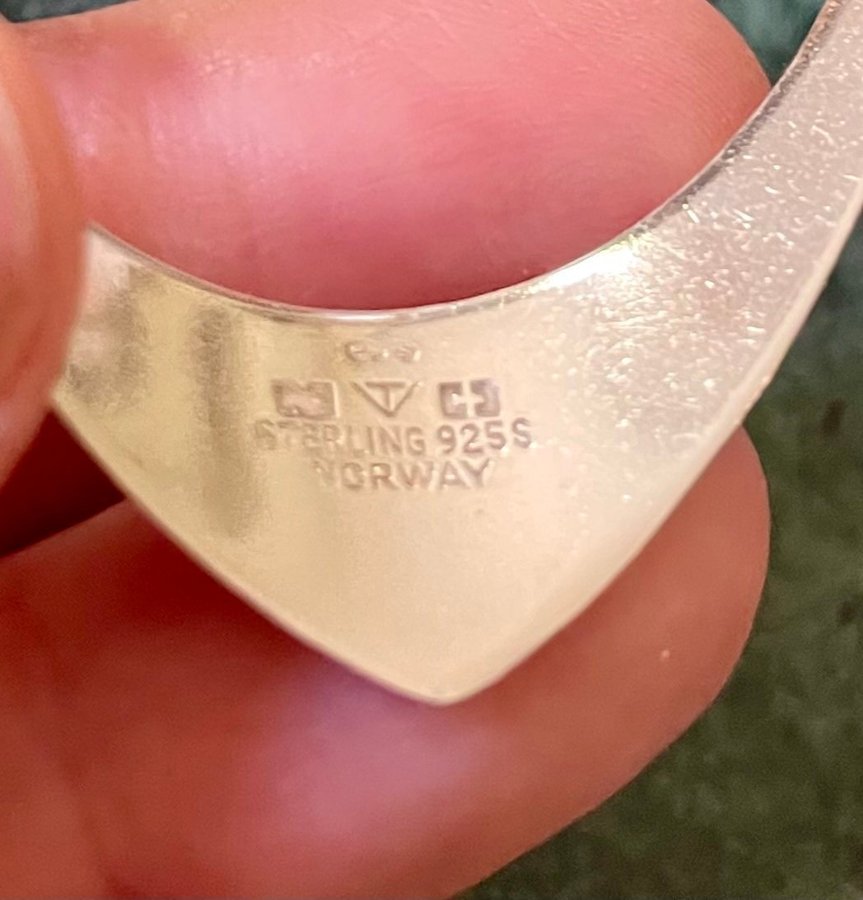 T
STERLING 925S
NORWAY